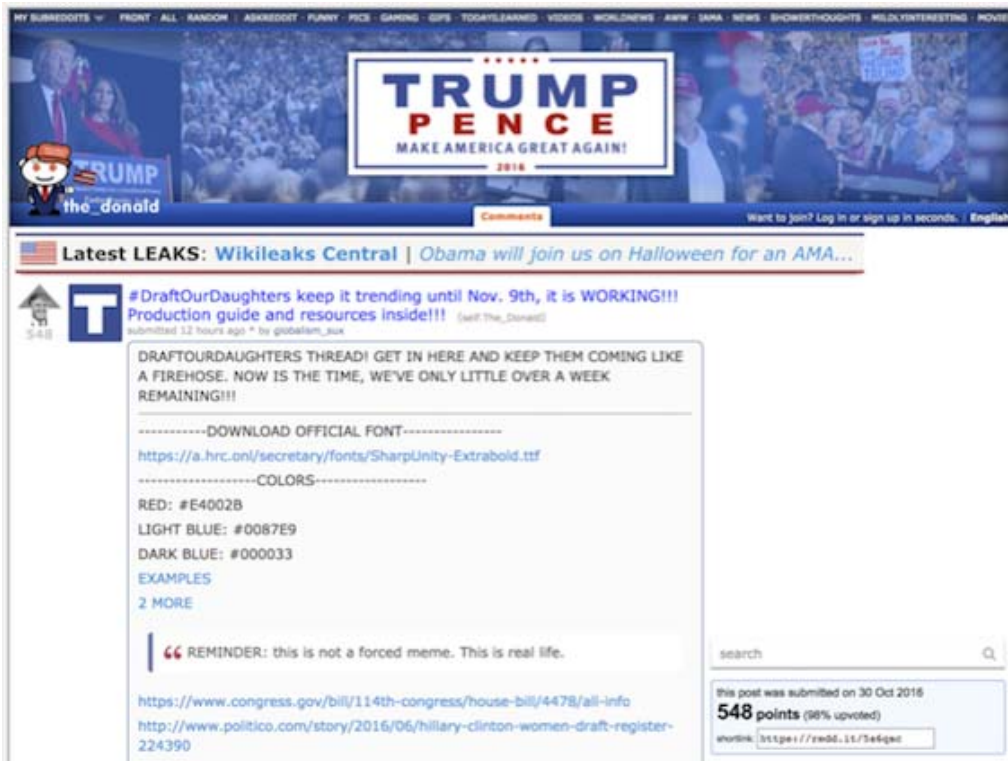 MY SUBREDDITS FRONT - ALL - RANDOM | ASKREDDIT - FUNNY - PICS - GAMING - GIFS - TODAYILEARNED - VIDEOS - WORLDNEWS - AWW - IAMA - NEWS - SHOWERTHOUGHTS - MILDLYINTERESTING - MOVIE
TRUMP
PENCE
MAKE AMERICA GREAT AGAIN!
2016
TRUMP
the_donald
Comments
Want to join? Log in or sign up in seconds. | English
Latest LEAKS: Wikileaks Central | Obama will join us on Halloween for an AMA...
T
#DraftOurDaughters keep it trending until Nov. 9th, it is WORKING!!!
Production guide and resources inside!!! (self.The_Donald)
548
submitted 12 hours ago * by globalism_sux
DRAFTOURDAUGHTERS THREAD! GET IN HERE AND KEEP THEM COMING LIKE
A FIREHOSE. NOW IS THE TIME, WE'VE ONLY LITTLE OVER A WEEK
REMAINING!!!
-----------DOWNLOAD OFFICIAL FONT----------------
https://a.hrc.onl/secretary/fonts/SharpUnity-Extrabold.ttf
-------------------COLORS------------------
RED: #E4002B
LIGHT BLUE: #0087E9
DARK BLUE: #000033
EXAMPLES
2 MORE
“ REMINDER: this is not a forced meme. This is real life.
search
https://www.congress.gov/bill/114th-congress/house-bill/4478/all-info
http://www.politico.com/story/2016/06/hillary-clinton-women-draft-register-
224390
this post was submitted on 30 Oct 2016
548 points (98% upvoted)
shortlink: